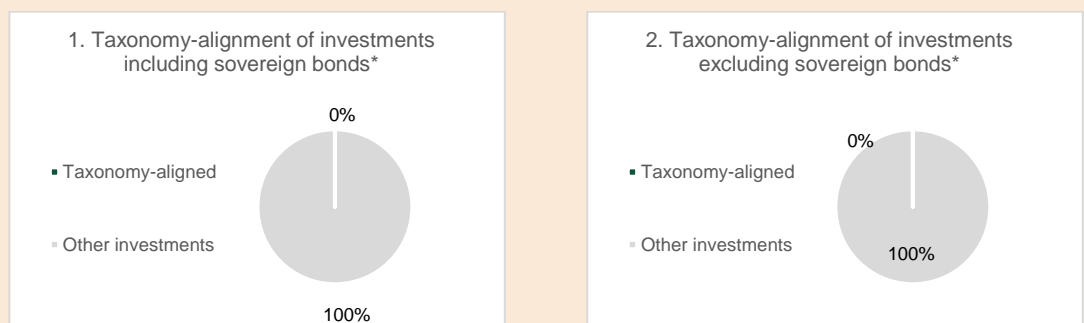 1. Taxonomy-alignment of investments
including sovereign bonds*
0%
Taxonomy-aligned
Other investments
100%
2. Taxonomy-alignment of investments
excluding sovereign bonds*
0%
Taxonomy-aligned
Other investments
100%